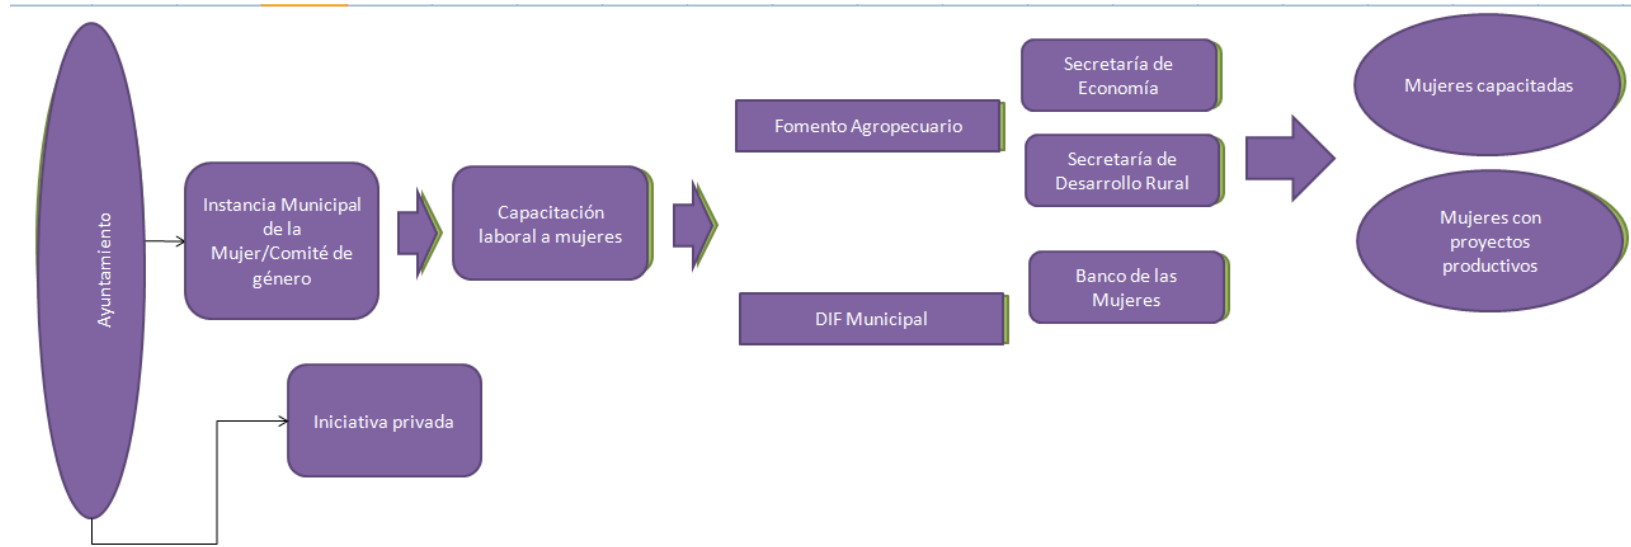 Ayuntamiento
Instancia Municipal
de la
Mujer/Comité de
género
Iniciativa privada
Capacitación
laboral a mujeres
Fomento Agropecuario
DIF Municipal
Secretaría de
Economía
Secretaría de
Desarrollo Rural
Banco de las
Mujeres
Mujeres capacitadas
Mujeres con
proyectos
productivos